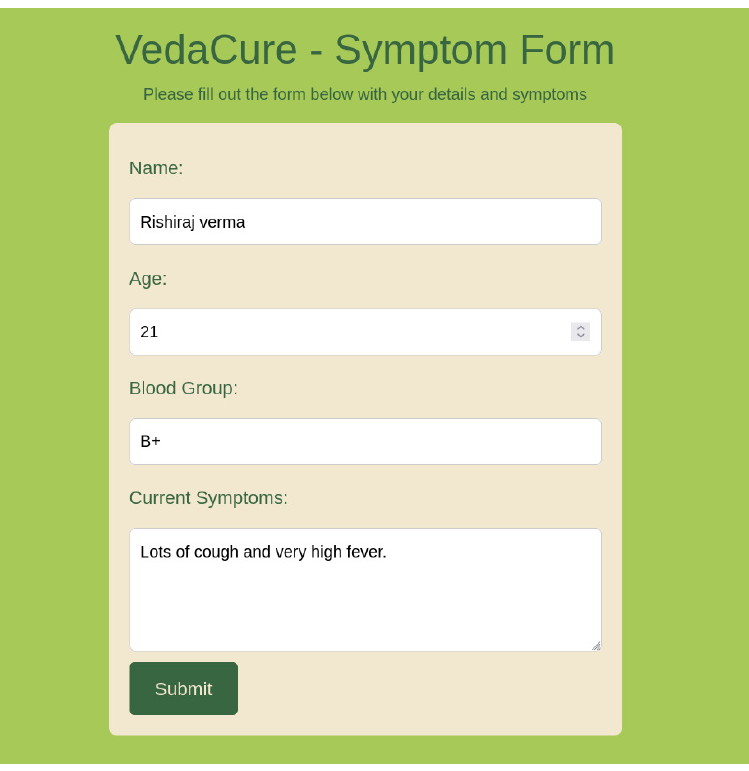 VedaCure - Symptom Form
Please fill out the form below with your details and symptoms
Name:
Rishiraj verma
Age:
21
Blood Group:
B+
Current Symptoms:
Lots of cough and very high fever.
Submit